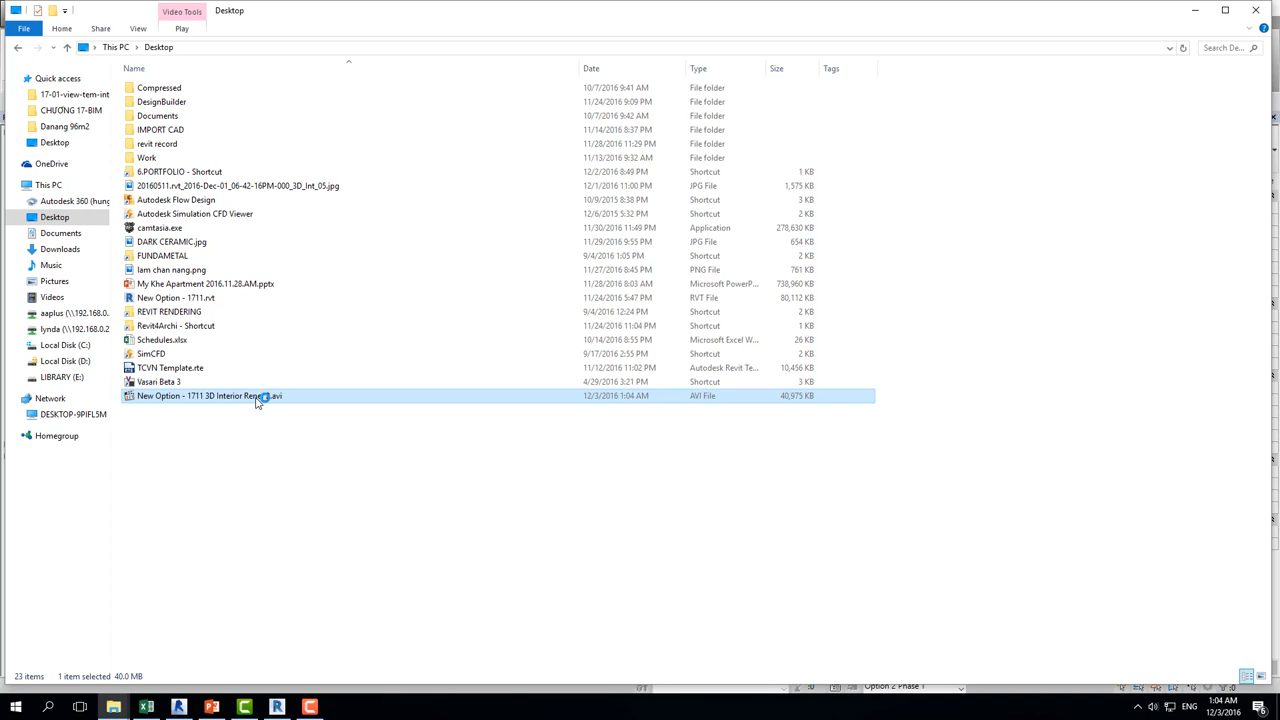 Video Tools
Desktop
File
Home
Share
View
Play
This PC
Desktop
Search De...
Name
Date
Type
Size
Tags
Quick access
17-01-view-tem-int
CHƯƠNG 17-BIM
Danang 96m2
Desktop
OneDrive
This PC
Autodesk 360 (hung
Desktop
Documents
Downloads
Music
Pictures
Videos
aaplus (\\192.168.0.
lynda (\\192.168.0.2
Local Disk (C:)
Local Disk (D:)
LIBRARY (E:)
Network
DESKTOP-9PIFL5M
Homegroup
Compressed 10/7/2016 9:41 AM File folder
DesignBuilder 11/24/2016 9:09 PM File folder
Documents 10/7/2016 9:42 AM File folder
IMPORT CAD 11/14/2016 8:37 PM File folder
revit record 11/28/2016 11:29 PM File folder
Work 11/13/2016 9:32 AM File folder
6.PORTFOLIO - Shortcut 12/2/2016 8:49 PM Shortcut 1 KB
20160511.rvt_2016-Dec-01_06-42-16PM-000_3D_Int_05.jpg 12/1/2016 11:00 PM JPG File 1,575 KB
Autodesk Flow Design 10/9/2015 8:38 PM Shortcut 3 KB
Autodesk Simulation CFD Viewer 12/6/2015 5:32 PM Shortcut 2 KB
camtasia.exe 11/30/2016 11:49 PM Application 278,630 KB
DARK CERAMIC.jpg 11/29/2016 9:55 PM JPG File 654 KB
FUNDAMETAL 9/4/2016 1:05 PM Shortcut 2 KB
lam chan nang.png 11/27/2016 8:45 PM PNG File 761 KB
My Khe Apartment 2016.11.28.AM.pptx 11/28/2016 8:03 AM Microsoft PowerP... 738,960 KB
New Option - 1711.rvt 11/24/2016 5:47 PM RVT File 80,112 KB
REVIT RENDERING 9/4/2016 12:24 PM Shortcut 2 KB
Revit4Archi - Shortcut 11/24/2016 11:04 PM Shortcut 1 KB
Schedules.xlsx 10/14/2016 8:55 PM Microsoft Excel W... 26 KB
SimCFD 9/17/2016 2:55 PM Shortcut 2 KB
TCVN Template.rte 11/12/2016 11:02 PM Autodesk Revit Te... 10,456 KB
Vasari Beta 3 4/29/2016 3:21 PM Shortcut 3 KB
New Option - 1711 3D Interior .avi 12/3/2016 1:04 AM AVI File 40,975 KB
23 items 1 item selected 40.0 MB
:0 Option 2 Phase 1 :0
ENG
1:04 AM
12/3/2016